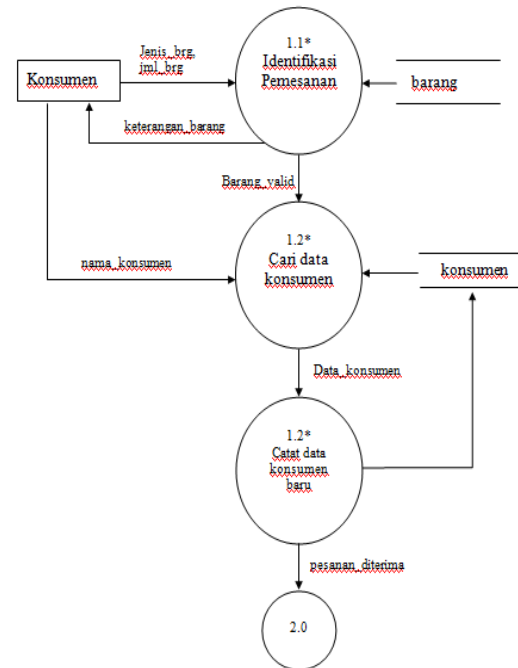 1.1*
Identifikasi
Pemesanan
Jenis_brg,
jml_brg
Konsumen
barang
keterangan_barang
Barang_valid
1.2*
Cari data
konsumen
nama_konsumen
konsumen
Data_konsumen
1.2*
Catat data
konsumen
baru
pesanan_diterima
2.0